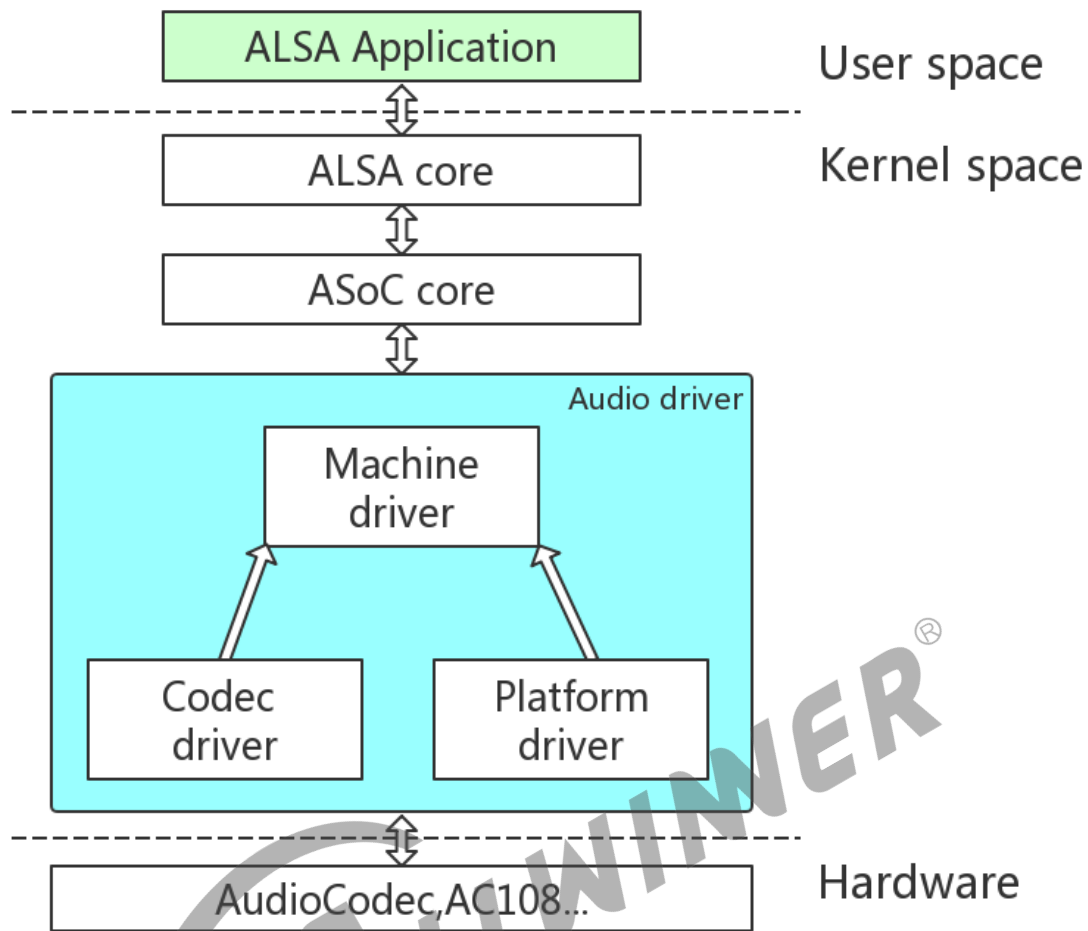 ALSA Application
User space
Kernel space
ALSA core
ASoC core
Audio driver
Machine
driver
Codec
driver
Platform
driver
Hardware
AudioCodec,AC108...
WINNER®